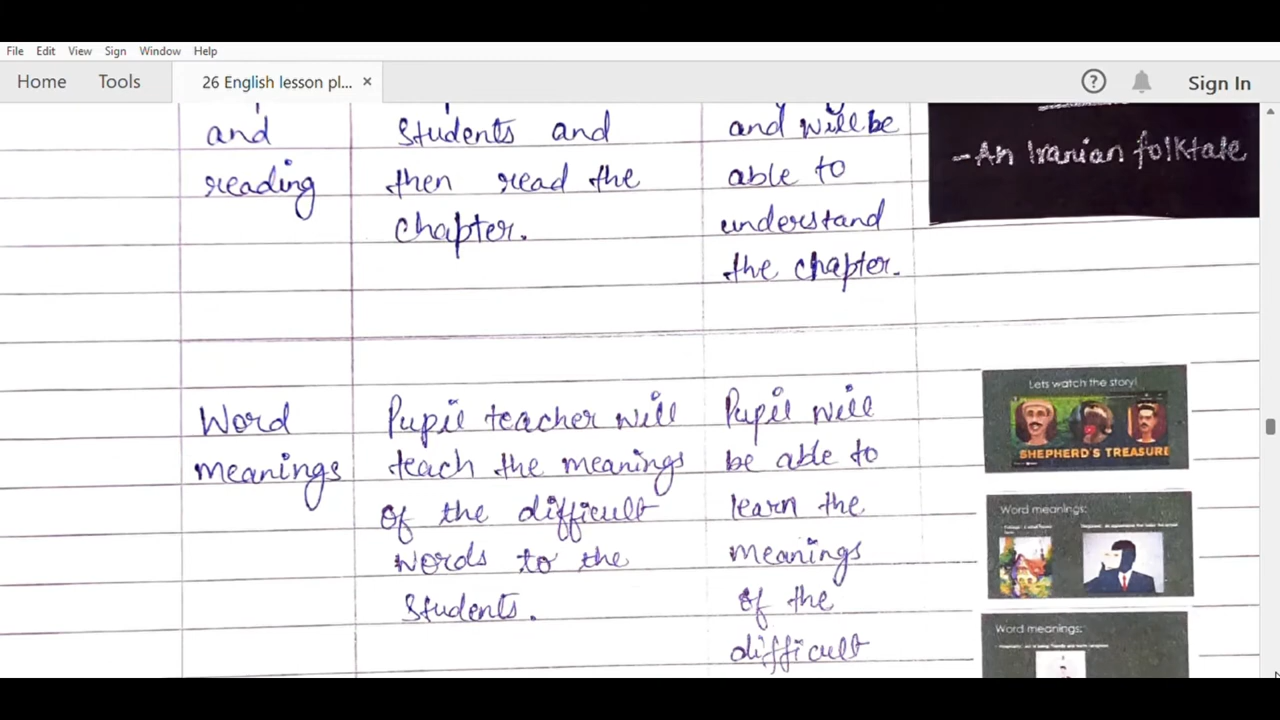 File Edit View Sign Window Help
Home Tools 26 English lesson pl... × ? Sign In
and
reading
Students and
then read the
chapter.
and will be
able to
understand
the chapter.
-An Iranian folktale
Word
meanings
Pupil teacher will
teach the meanings
of the difficult
words to the
students.
Pupil will
be able to
learn the
meanings
of the
difficult
Lets watch the story!
SHEPHERD'S TREASURE
Word meanings:
Word meanings: